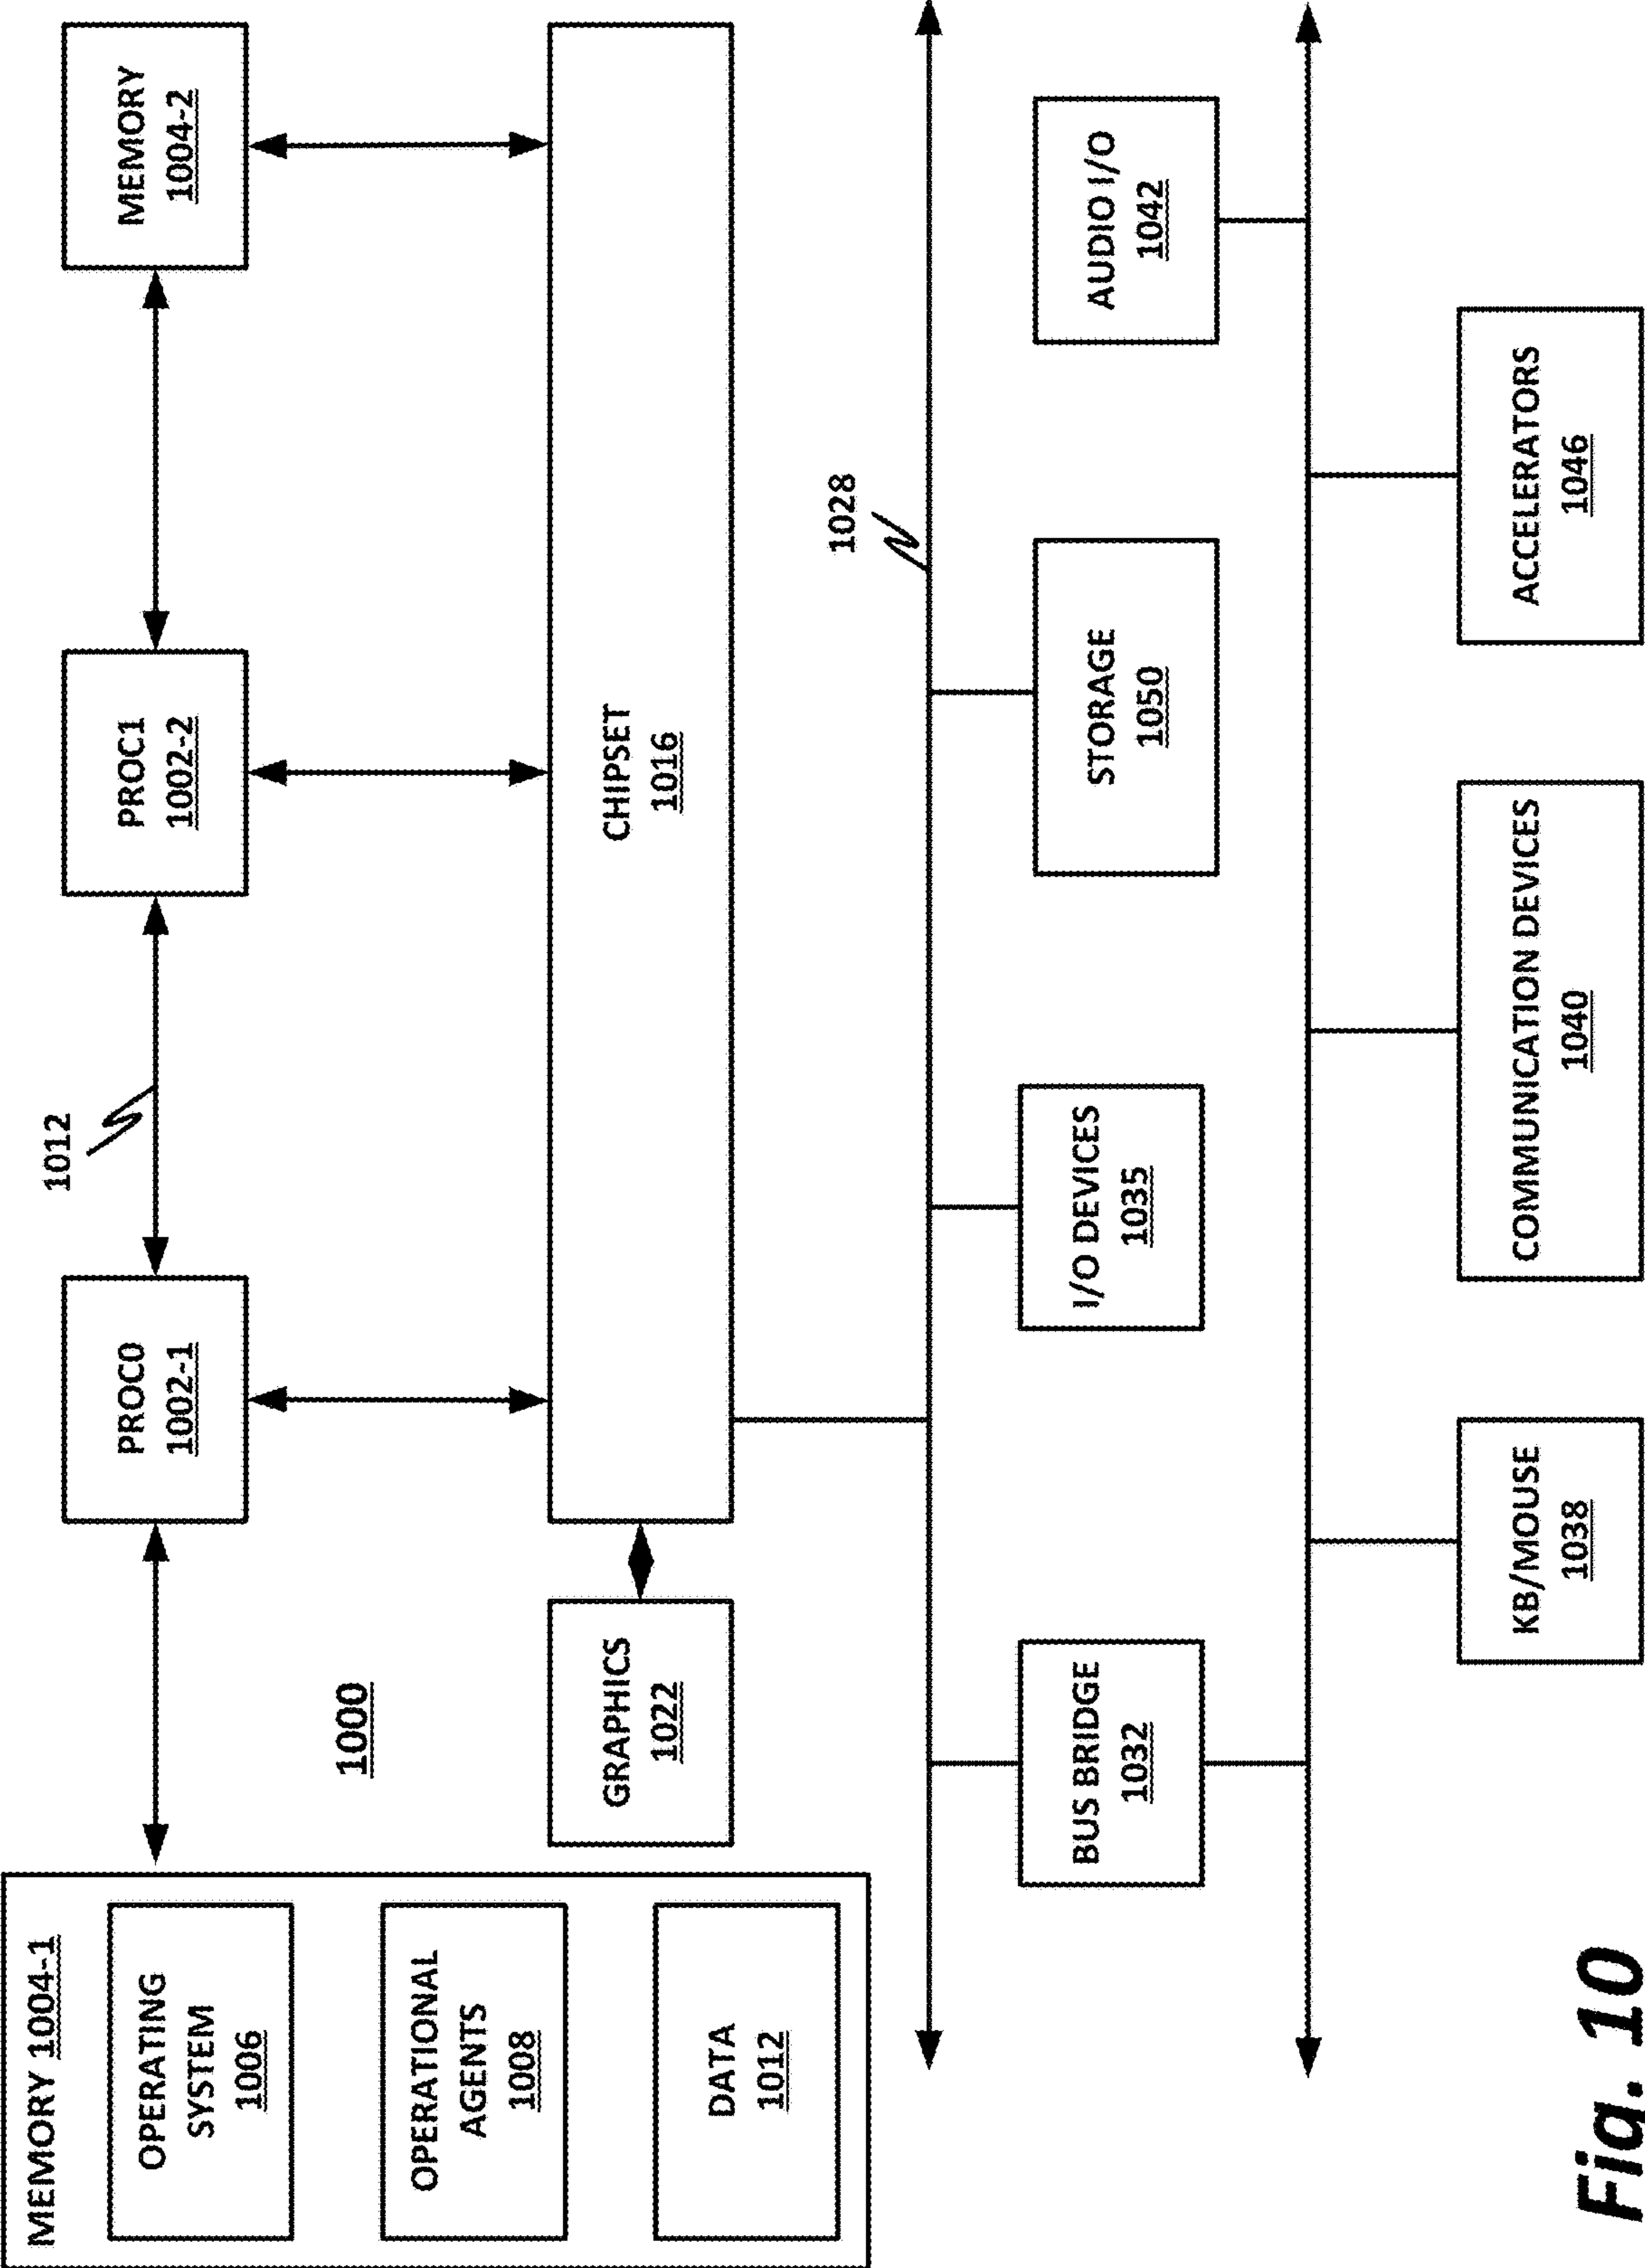 MEMORY 1004-1
OPERATING
SYSTEM
1006
OPERATIONAL
AGENTS
1008
DATA
1012
1012
PROC0
1002-1
PROC1
1002-2
MEMORY
1004-2
1000
GRAPHICS
1022
CHIPSET
1016
1028
BUS BRIDGE
1032
I/O DEVICES
1035
STORAGE
1050
AUDIO I/O
1042
KB/MOUSE
1038
COMMUNICATION DEVICES
1040
ACCELERATORS
1046
Fig. 10